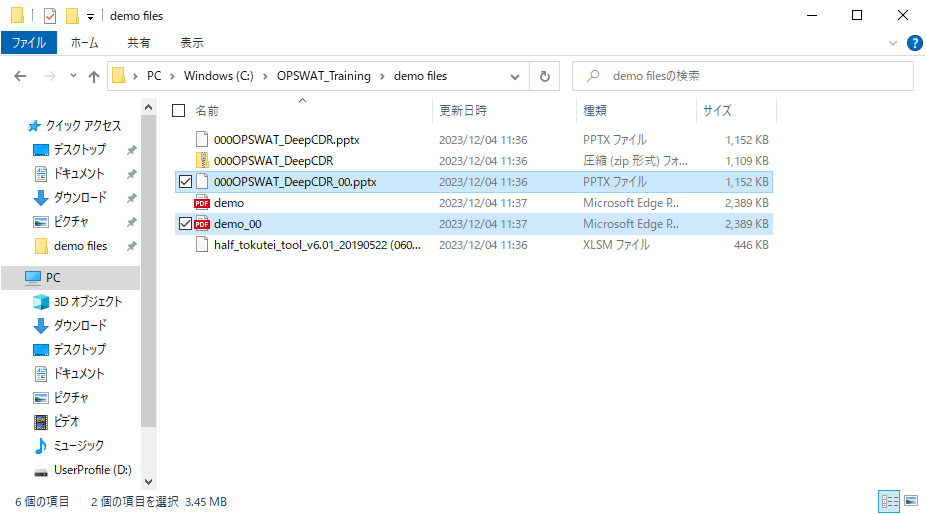 demo files
ファイル ホーム 共有 表示
PC Windows (C:) OPSWAT_Training demo files demo filesの検索
クイック アクセス
デスクトップ
ドキュメント
ダウンロード
ピクチャ
demo files
PC
3D オブジェクト
ダウンロード
デスクトップ
ドキュメント
ピクチャ
ビデオ
ミュージック
UserProfile (D:)
名前 更新日時 種類 サイズ
000OPSWAT_DeepCDR.pptx 2023/12/04 11:36 PPTX ファイル 1,152 KB
000OPSWAT_DeepCDR 2023/12/04 11:36 圧縮 (zip 形式) フォ... 1,109 KB
000OPSWAT_DeepCDR_00.pptx 2023/12/04 11:36 PPTX ファイル 1,152 KB
PDF demo 2023/12/04 11:37 Microsoft Edge P... 2,389 KB
PDF demo_00 2023/12/04 11:37 Microsoft Edge P... 2,389 KB
half_tokutei_tool_v6.01_20190522 (060... 2023/12/04 11:36 XLSM ファイル 446 KB
6 個の項目 2 個の項目を選択 3.45 MB